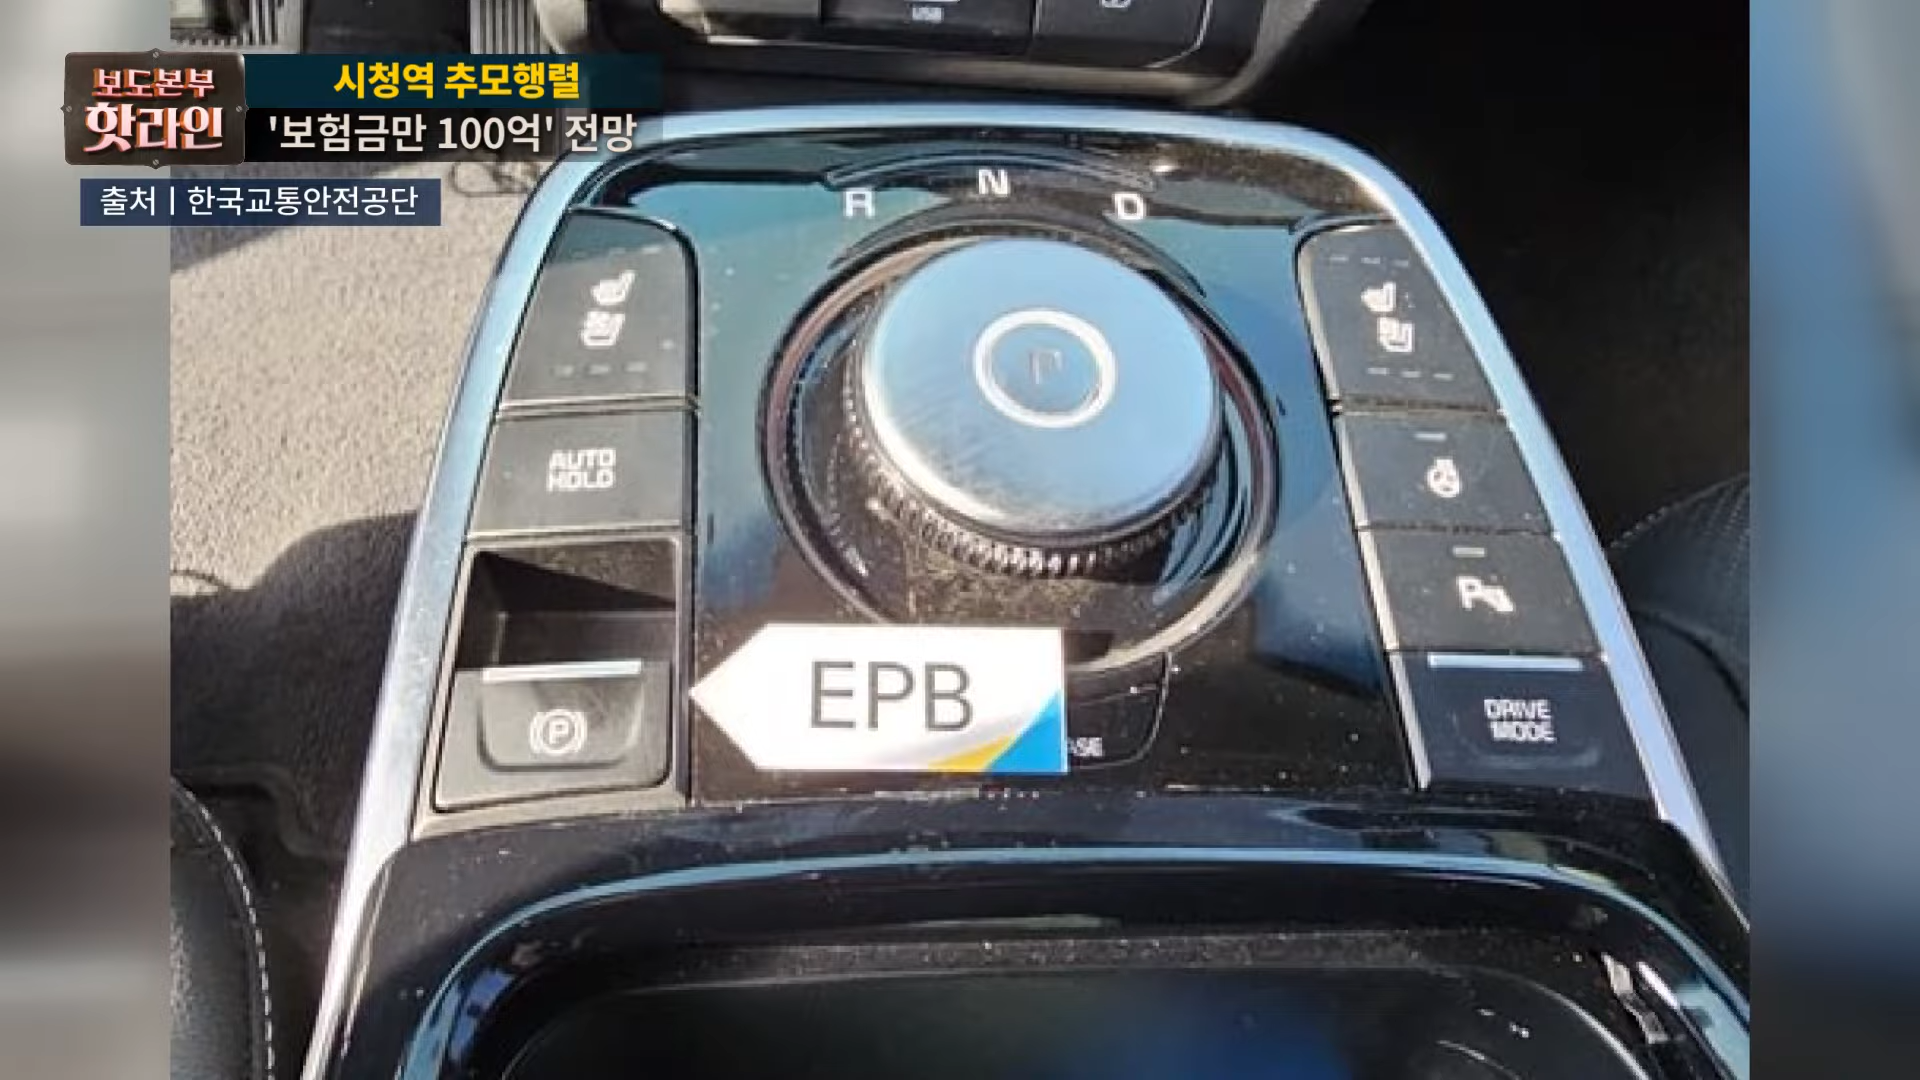 USB
보도본부
핫라인
시청역 추모행렬
'보험금만 100억' 전망
출처 | 한국교통안전공단
R
N
D
P
AUTO
HOLD
EPB
ASE
P
P
DRIVE
MODE